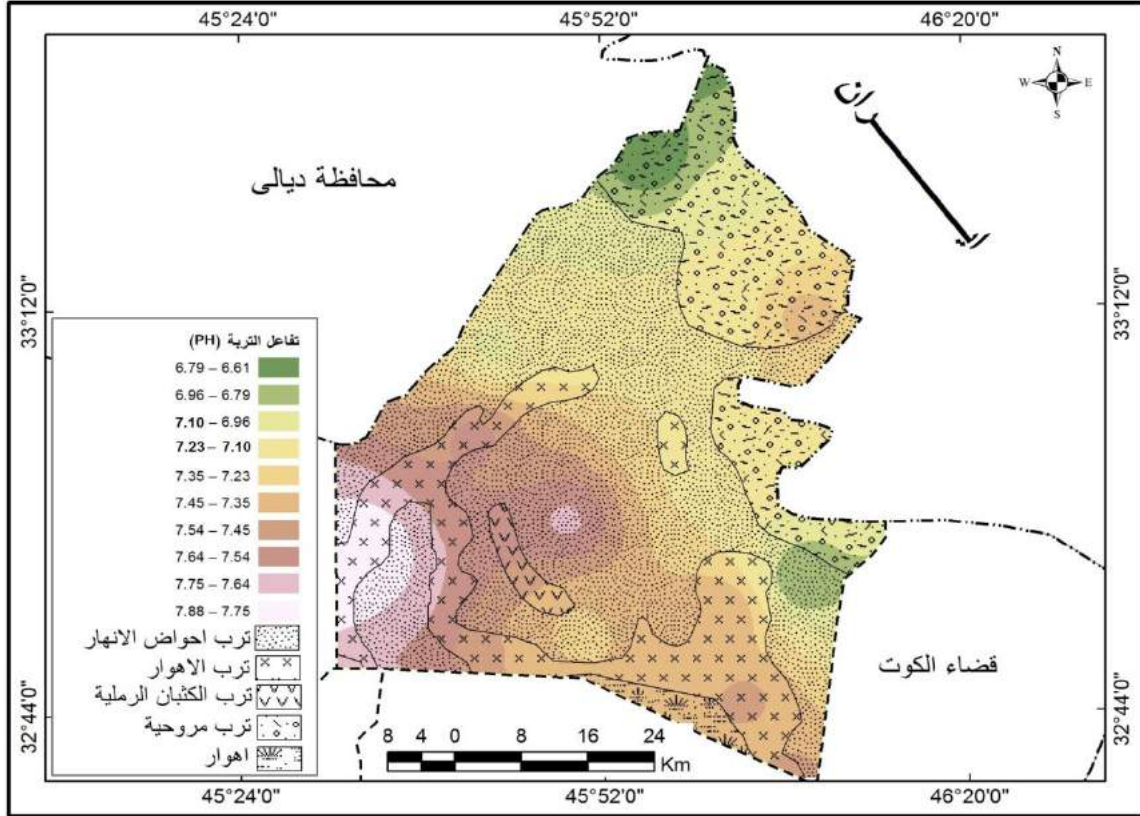 45°24'0" 45°52'0" 46°20'0"
N
W E
S
محافظة ديالى
33°12'0" 33°12'0"
تفاعل التربة (PH)
6.79 – 6.61
6.96 – 6.79
7.10 – 6.96
7.23 – 7.10
7.35 – 7.23
7.45 – 7.35
7.54 – 7.45
7.64 – 7.54
7.75 – 7.64
7.88 – 7.75
ترب احواض الانهار
ترب الاهوار
ترب الكثبان الرملية
ترب مروحية
اهوار
قضاء الكوت
32°44'0" 32°44'0"
8 4 0 8 16 24
Km
45°24'0" 45°52'0" 46°20'0"